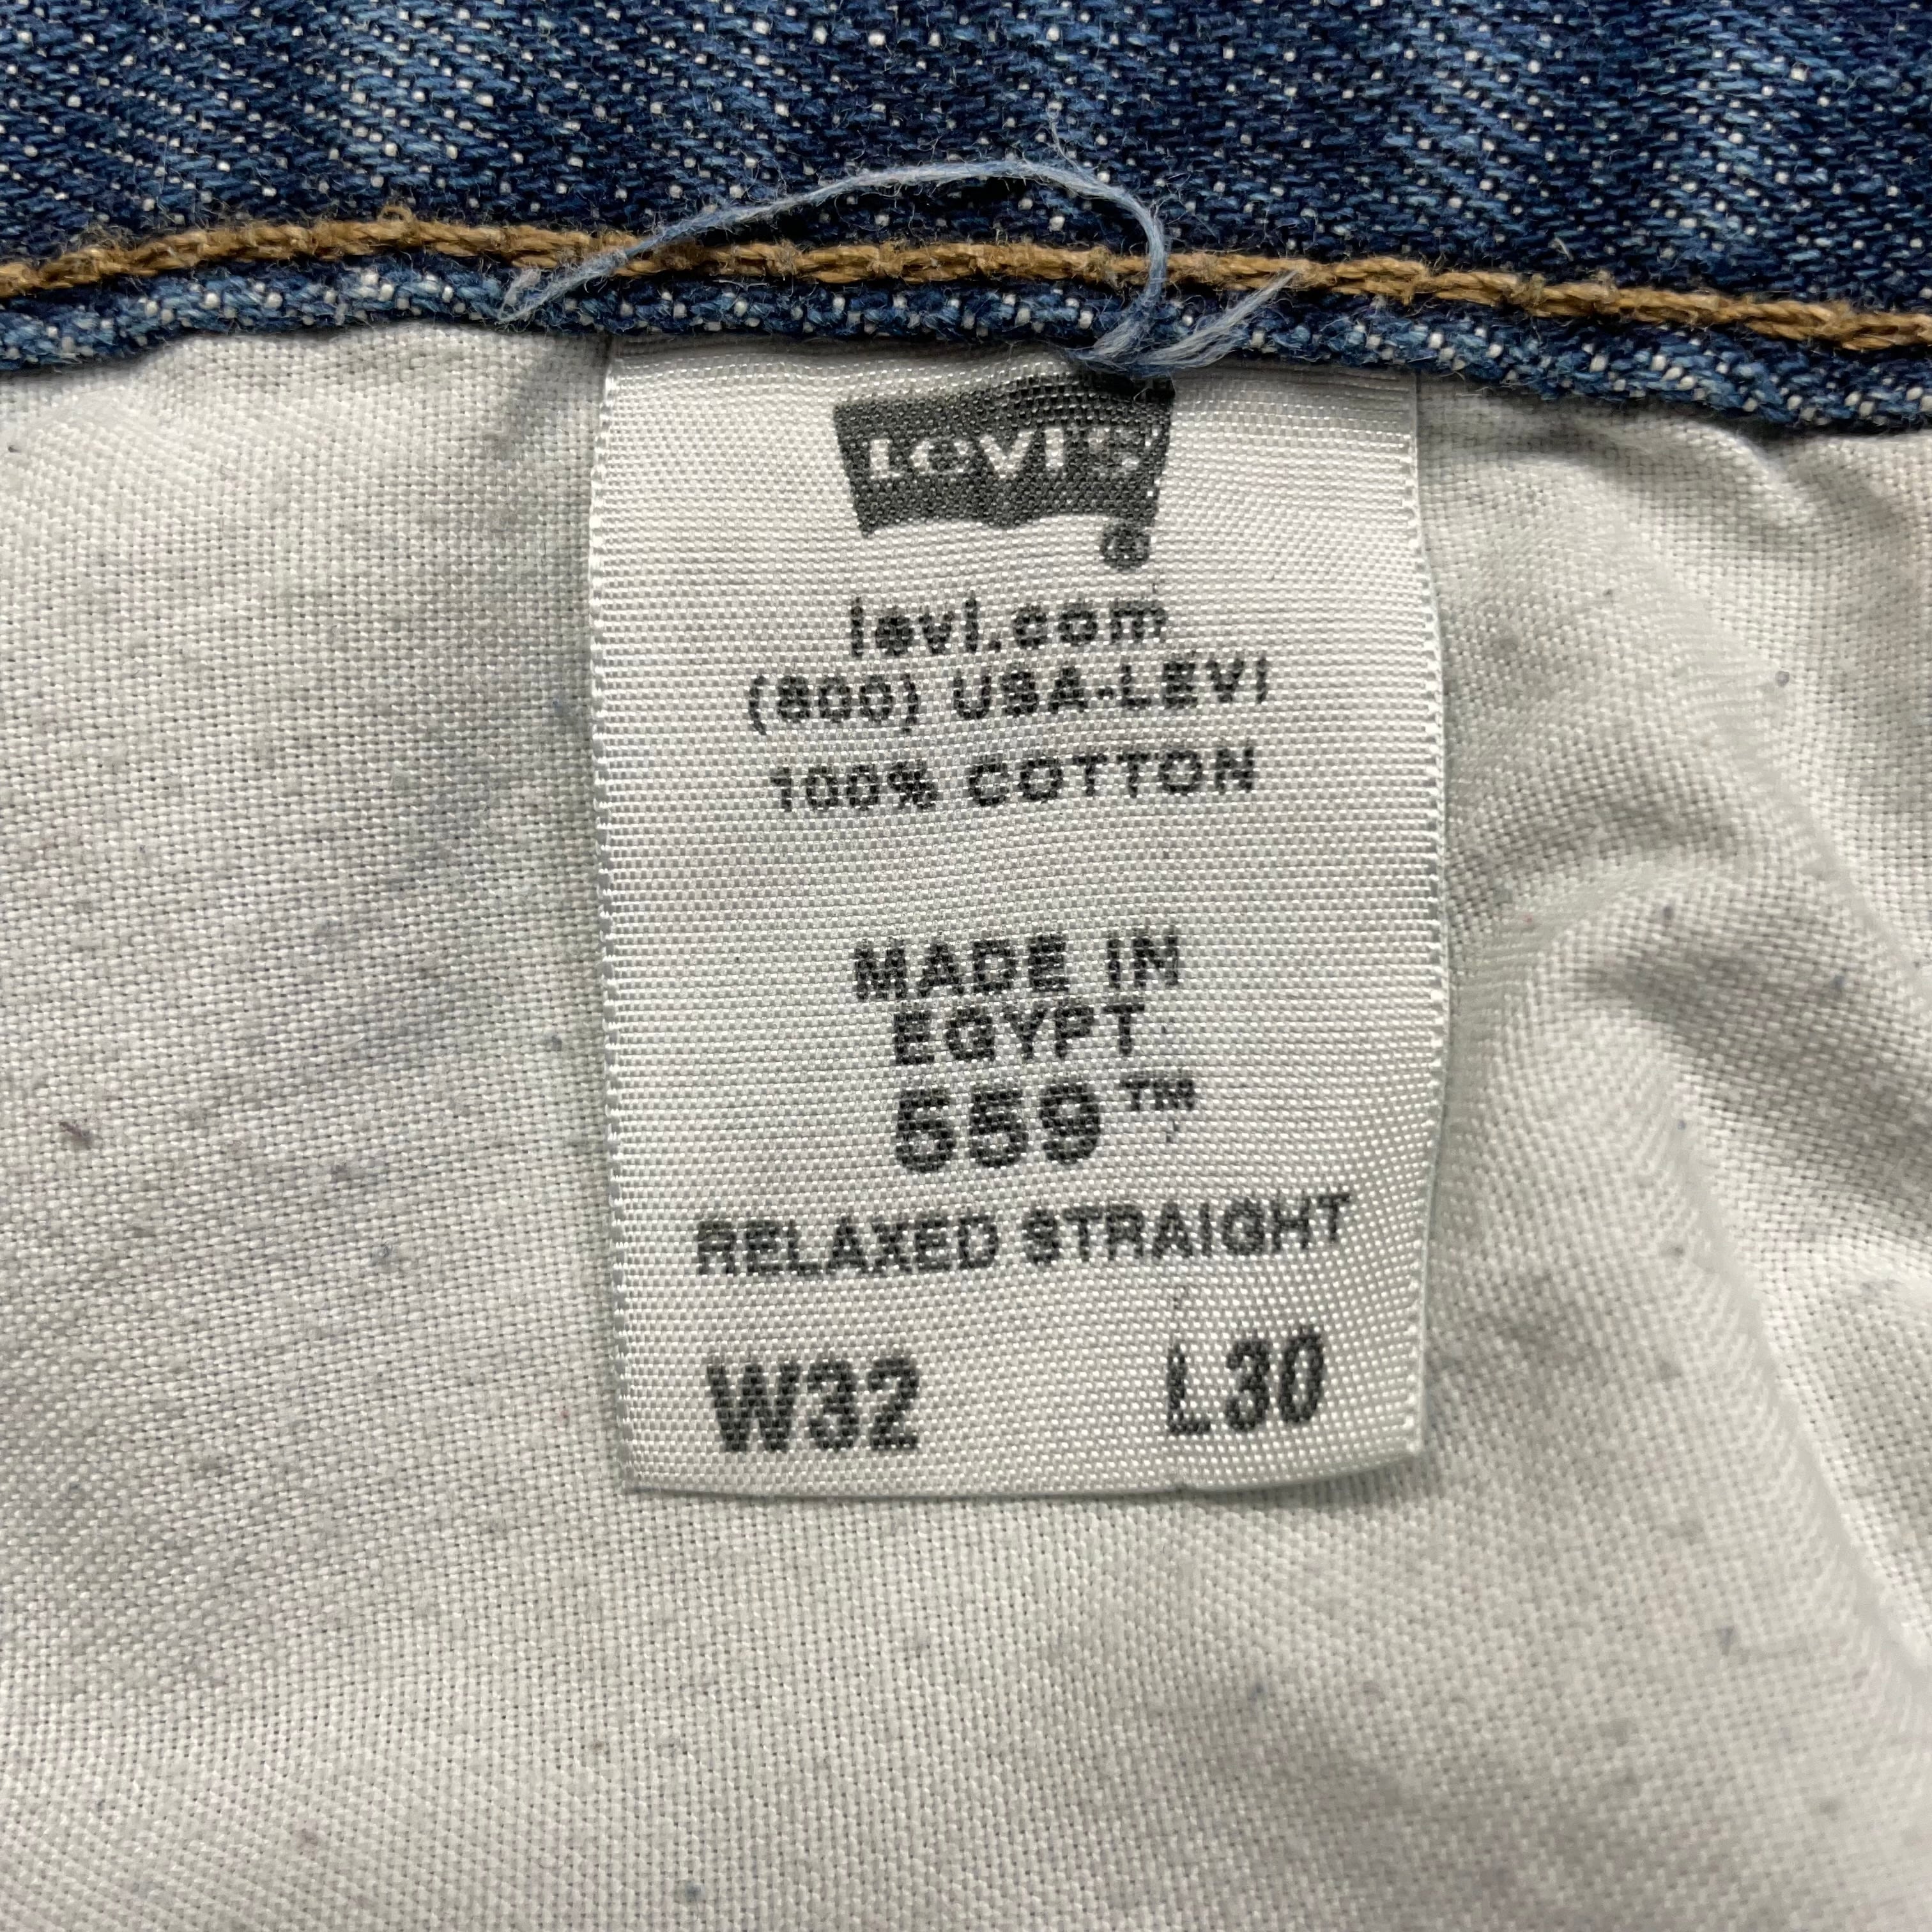 Levi's
®
levi.com
(800) USA-LEVI
100% COTTON
MADE IN
EGYPT
559™
RELAXED STRAIGHT
W32 L30